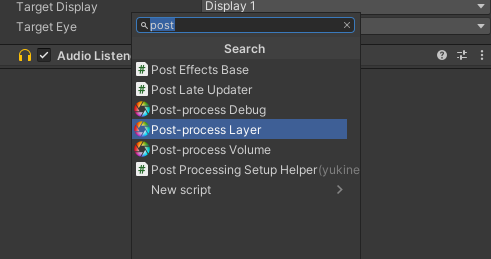 Target Display Display 1
Target Eye
post
Audio Listene
Search
Post Effects Base
Post Late Updater
Post-process Debug
Post-process Layer
Post-process Volume
Post Processing Setup Helper(yukine
New script